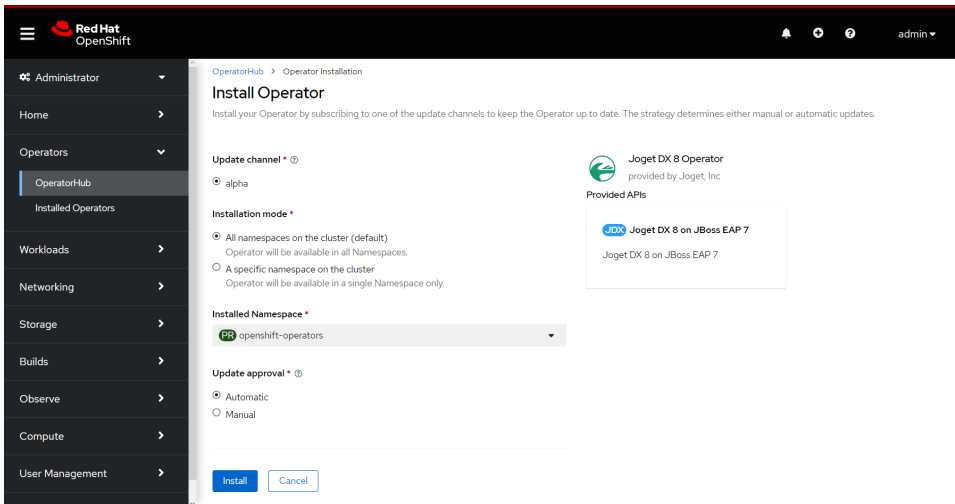 Red Hat
OpenShift
admin
Administrator
Home
Operators
OperatorHub
Installed Operators
Workloads
Networking
Storage
Builds
Observe
Compute
User Management
OperatorHub > Operator Installation
Install Operator
Install your Operator by subscribing to one of the update channels to keep the Operator up to date. The strategy determines either manual or automatic updates.
Update channel *
alpha
Installation mode *
All namespaces on the cluster (default)
Operator will be available in all Namespaces.
A specific namespace on the cluster
Operator will be available in a single Namespace only.
Installed Namespace *
PR openshift-operators
Update approval *
Automatic
Manual
Install Cancel
Joget DX 8 Operator
provided by Joget, Inc
Provided APIs
JDX Joget DX 8 on JBoss EAP 7
Joget DX 8 on JBoss EAP 7